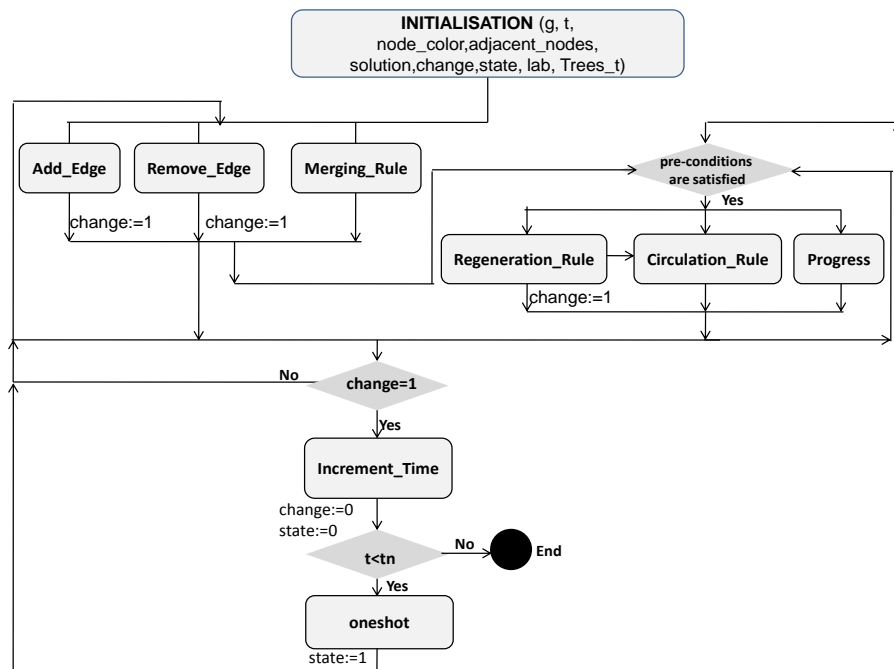 INITIALISATION (g, t,
node_color,adjacent_nodes,
solution,change,state, lab, Trees_t)
Add_Edge
Remove_Edge
Merging_Rule
pre-conditions
are satisfied
change:=1
change:=1
Yes
Regeneration_Rule
Circulation_Rule
Progress
change:=1
No
change=1
Yes
Increment_Time
change:=0
state:=0
t<tn
No
End
Yes
oneshot
state:=1